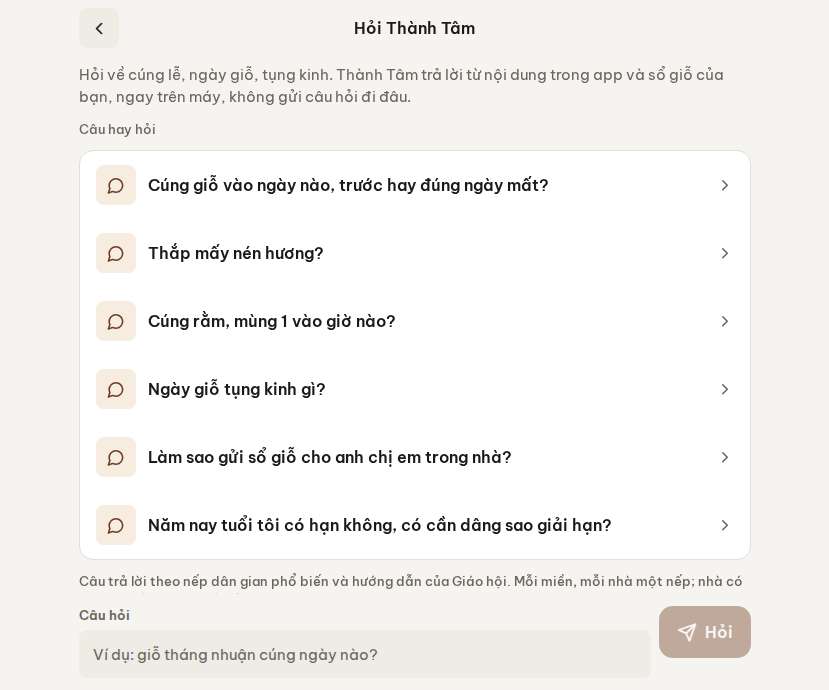 Hỏi Thành Tâm
Hỏi về cúng lễ, ngày giỗ, tụng kinh. Thành Tâm trả lời từ nội dung trong app và sổ giỗ của
bạn, ngay trên máy, không gửi câu hỏi đi đâu.
Câu hay hỏi
Cúng giỗ vào ngày nào, trước hay đúng ngày mất?
Thắp mấy nén hương?
Cúng rằm, mùng 1 vào giờ nào?
Ngày giỗ tụng kinh gì?
Làm sao gửi sổ giỗ cho anh chị em trong nhà?
Năm nay tuổi tôi có hạn không, có cần dâng sao giải hạn?
Câu trả lời theo nếp dân gian phổ biến và hướng dẫn của Giáo hội. Mỗi miền, mỗi nhà một nếp; nhà có
Câu hỏi
Ví dụ: giỗ tháng nhuận cúng ngày nào?
Hỏi